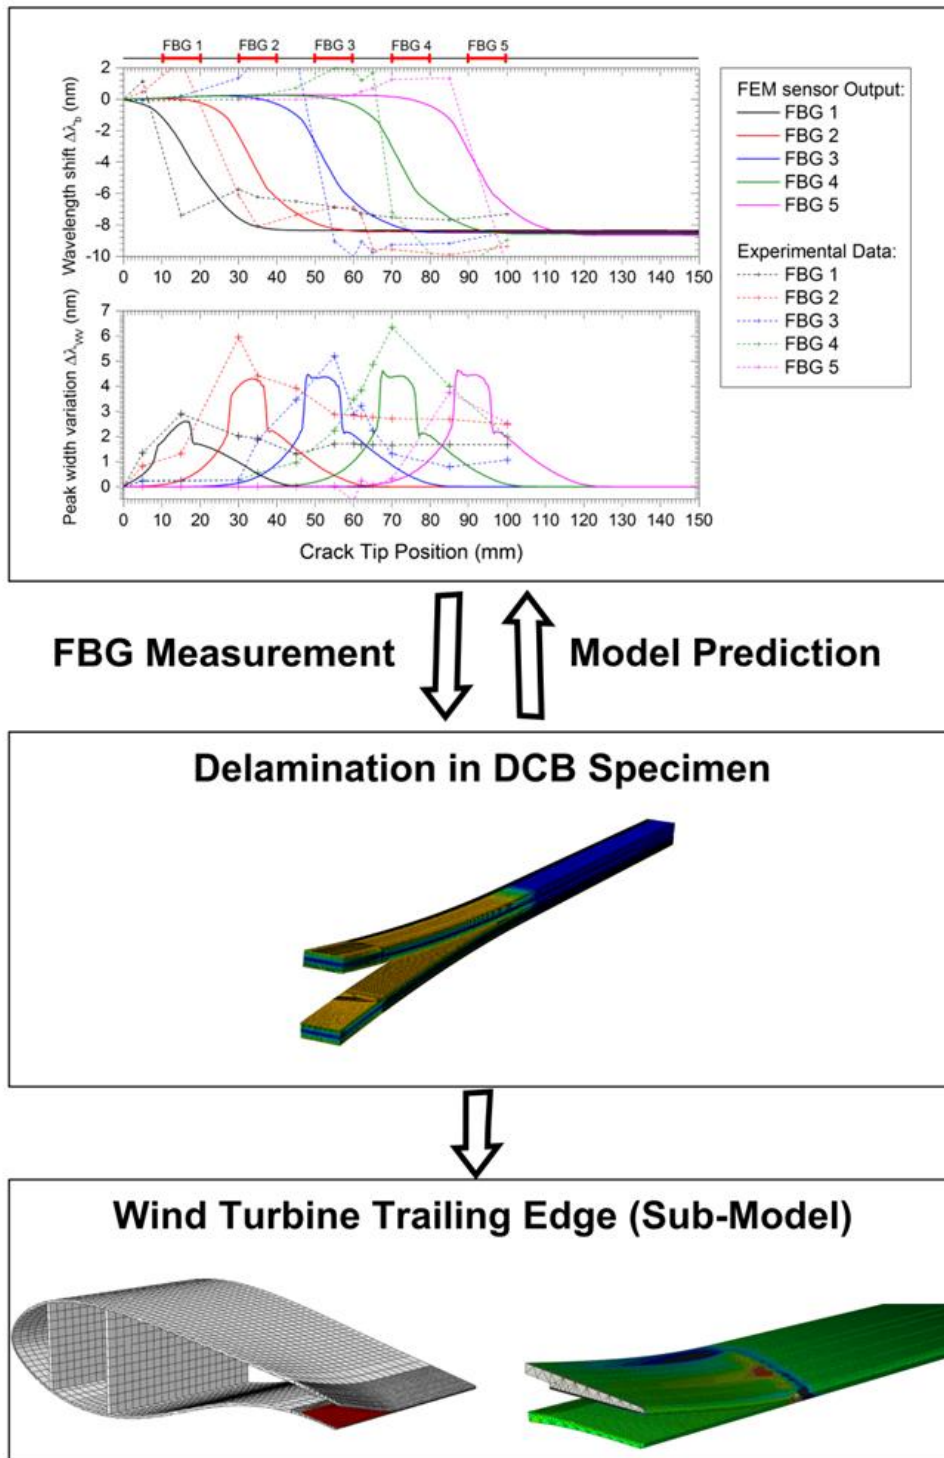 FBG 1 FBG 2 FBG 3 FBG 4 FBG 5
Wavelength shift Δλb (nm)
2
0
-2
-4
-6
-8
-10
0 10 20 30 40 50 60 70 80 90 100 110 120 130 140 150
FEM sensor Output:
FBG 1
FBG 2
FBG 3
FBG 4
FBG 5
Experimental Data:
FBG 1
FBG 2
FBG 3
FBG 4
FBG 5
Peak width variation ΔλWV (nm)
7
6
5
4
3
2
1
0
0 10 20 30 40 50 60 70 80 90 100 110 120 130 140 150
Crack Tip Position (mm)
FBG Measurement
Model Prediction
Delamination in DCB Specimen
Wind Turbine Trailing Edge (Sub-Model)